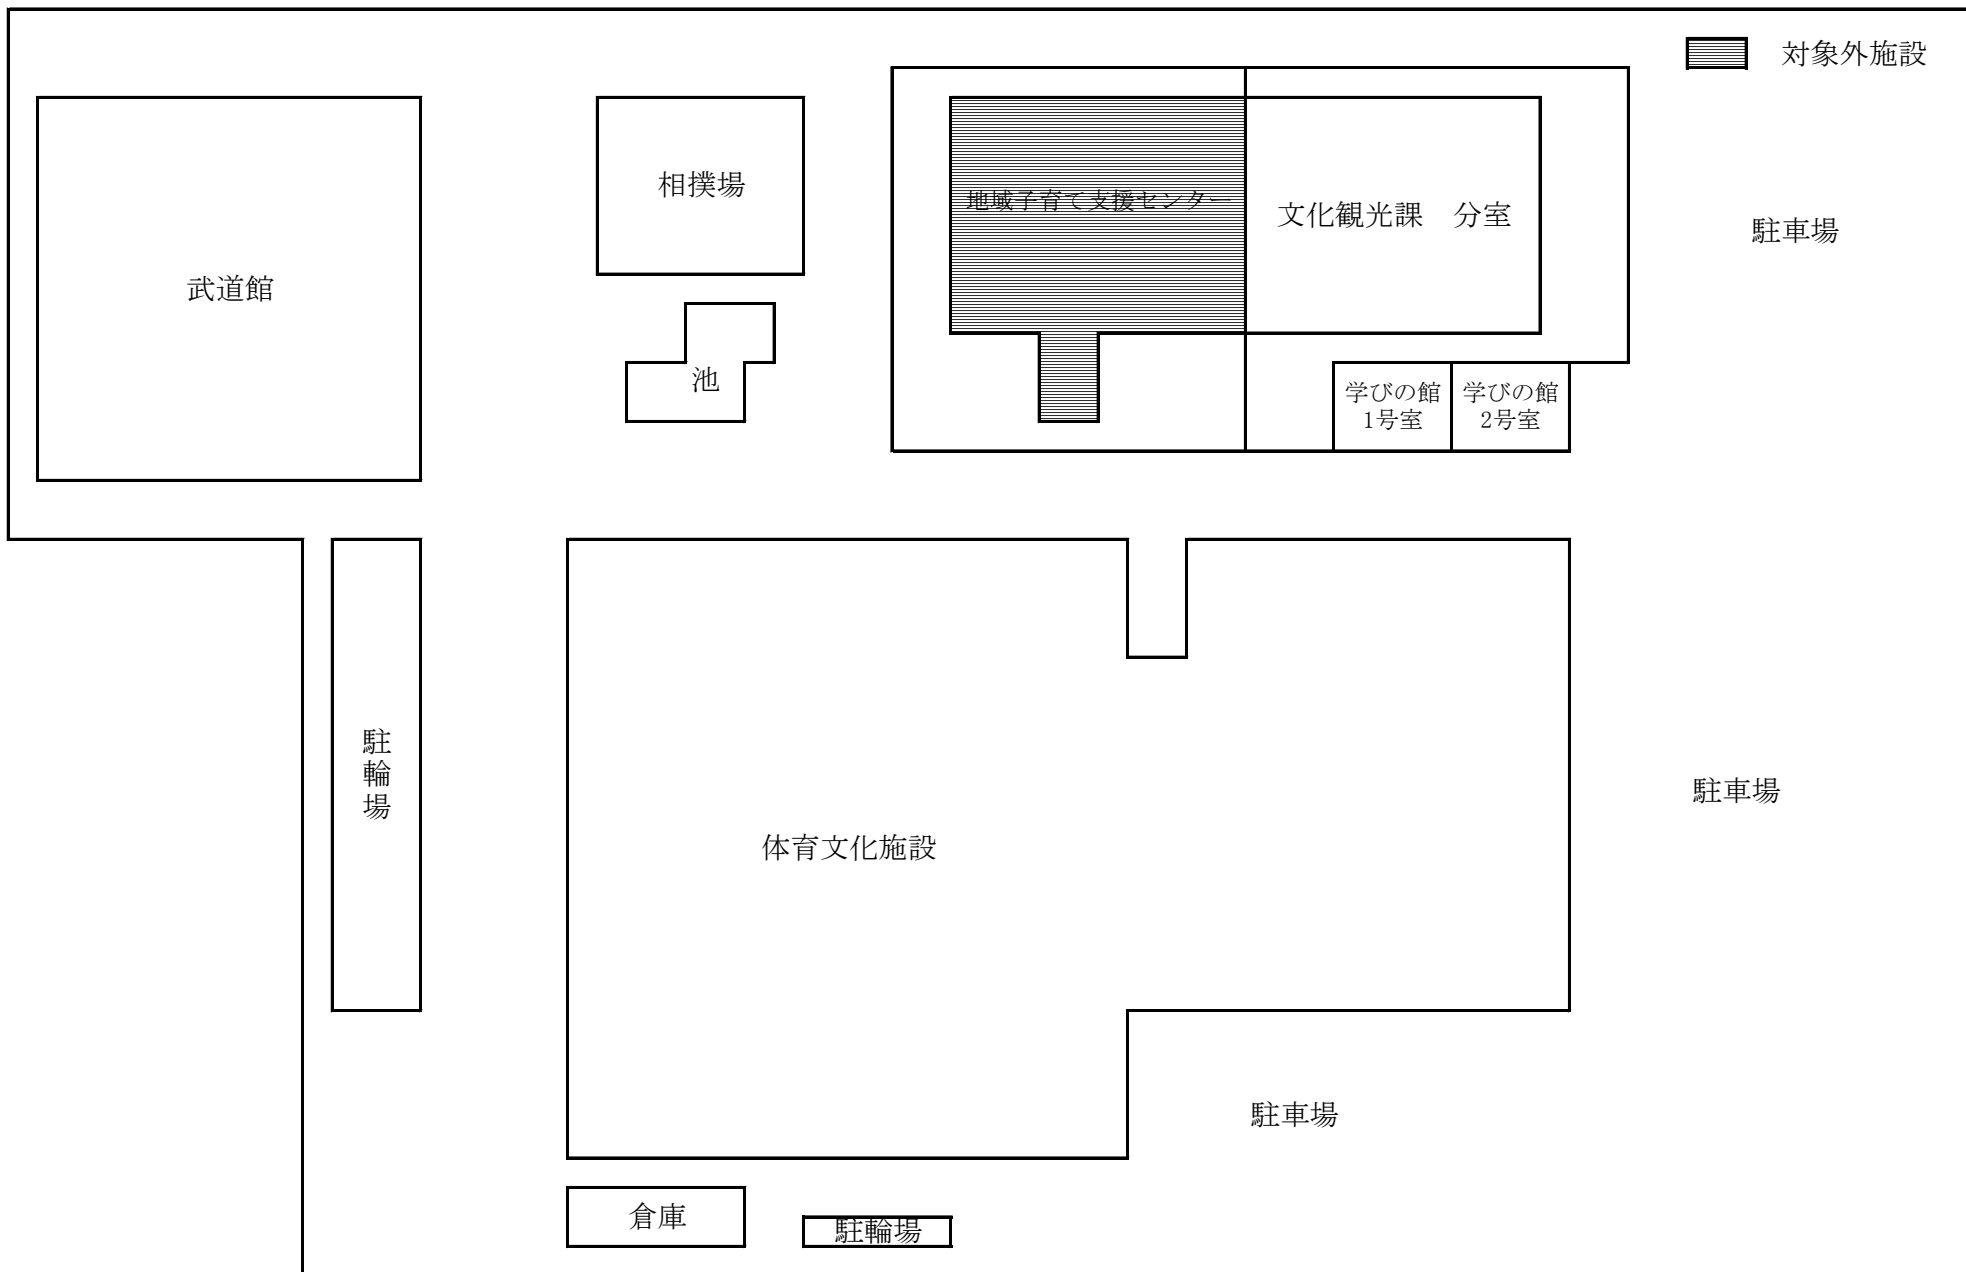 対象外施設
相撲場
地域子育て支援センター
文化観光課　分室
駐車場
武道館
池
学びの館
1号室
学びの館
2号室
駐輪場
体育文化施設
駐車場
駐車場
倉庫
駐輪場